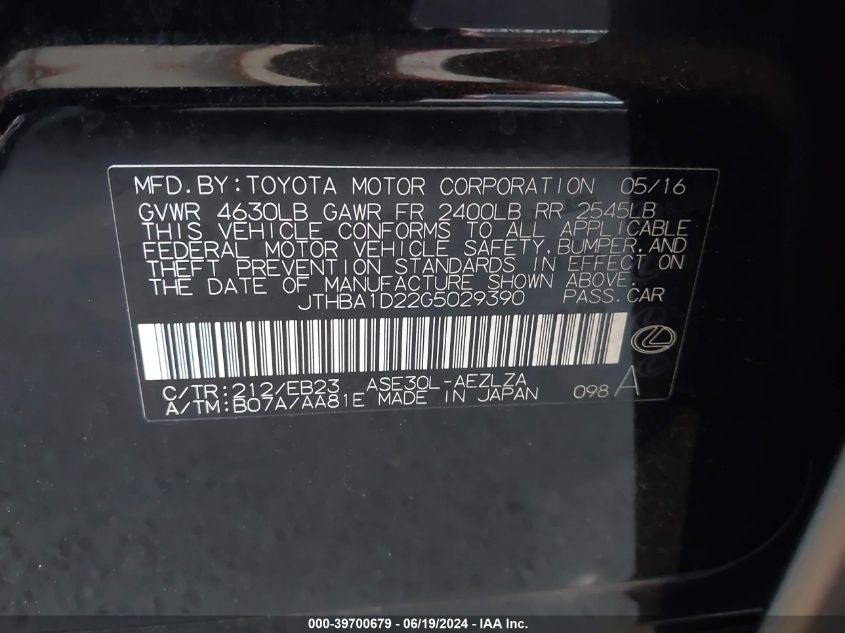 MFD.BY:TOYOTA MOTOR CORPORATION 05/16
GVWR 4630LB GAWR FR 2400LB RR 2545LB
THIS VEHICLE CONFORMS TO ALL APPLICABLE
FEDERAL MOTOR VEHICLE SAFETY,BUMPER,AND
THEFT PREVENTION STANDARDS IN EFFECT ON
THE DATE OF MANUFACTURE SHOWN ABOVE.
JTHBA1D22G5029390 PASS.CAR
C/TR:212/EB23 ASE30L-AEZLZA
A/TM:B07A/AA81E MADE IN JAPAN 098 A
000-39700679 - 06/19/2024 - IAA Inc.